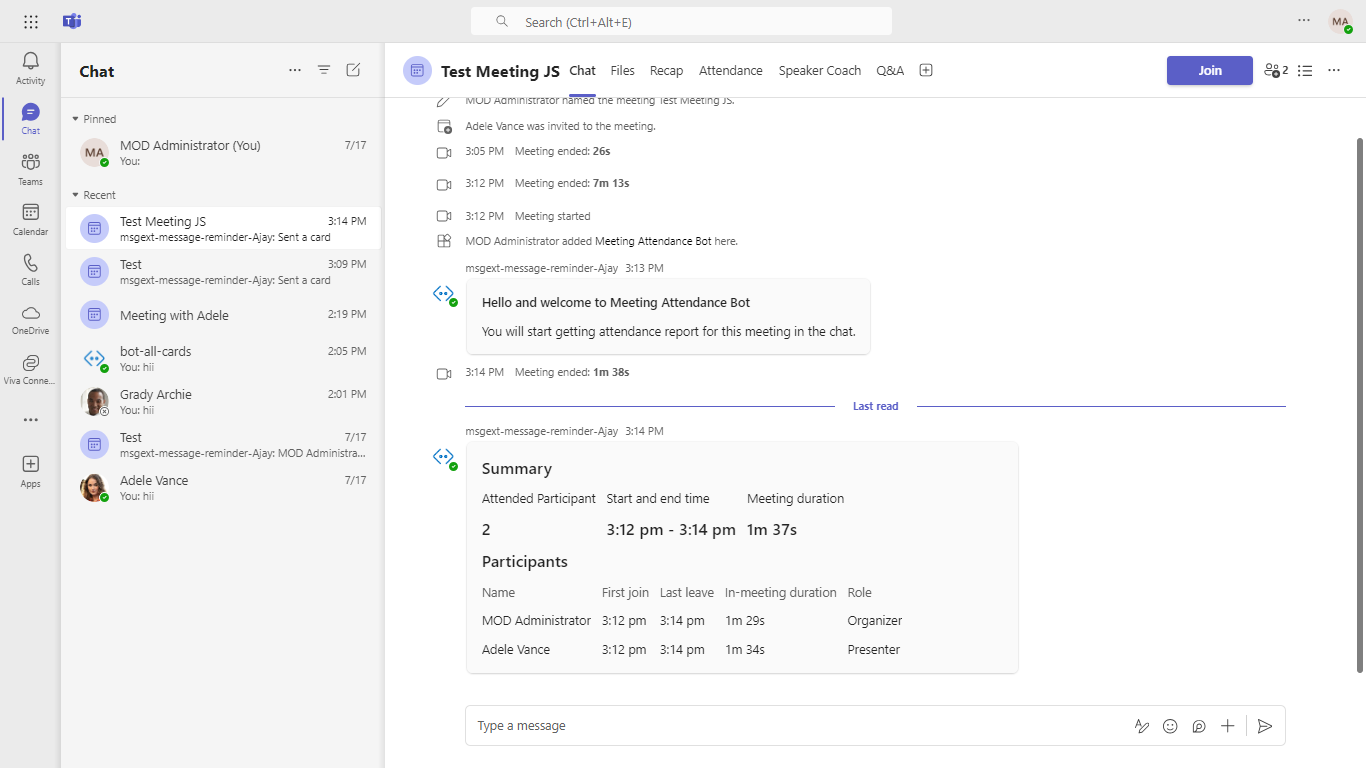 Search (Ctrl+Alt+E)
MA
Activity
Chat
Teams
Calendar
Calls
OneDrive
Viva Conne...
Apps
Chat
Pinned
MA
MOD Administrator (You) 7/17
You:
Recent
Test Meeting JS 3:14 PM
msgext-message-reminder-Ajay: Sent a card
Test 3:09 PM
msgext-message-reminder-Ajay: Sent a card
Meeting with Adele 2:19 PM
bot-all-cards 2:05 PM
You: hii
Grady Archie 2:01 PM
You: hii
Test 7/17
msgext-message-reminder-Ajay: MOD Administra...
Adele Vance 7/17
You: hii
Test Meeting JS Chat Files Recap Attendance Speaker Coach Q&A Join 2
MOD Administrator named the meeting Test Meeting JS.
Adele Vance was invited to the meeting.
3:05 PM Meeting ended: 26s
3:12 PM Meeting ended: 7m 13s
3:12 PM Meeting started
MOD Administrator added Meeting Attendance Bot here.
msgext-message-reminder-Ajay 3:13 PM
Hello and welcome to Meeting Attendance Bot
You will start getting attendance report for this meeting in the chat.
3:14 PM Meeting ended: 1m 38s
Last read
msgext-message-reminder-Ajay 3:14 PM
Summary
Attended Participant Start and end time Meeting duration
2 3:12 pm - 3:14 pm 1m 37s
Participants
Name First join Last leave In-meeting duration Role
MOD Administrator 3:12 pm 3:14 pm 1m 29s Organizer
Adele Vance 3:12 pm 3:14 pm 1m 34s Presenter
Type a message